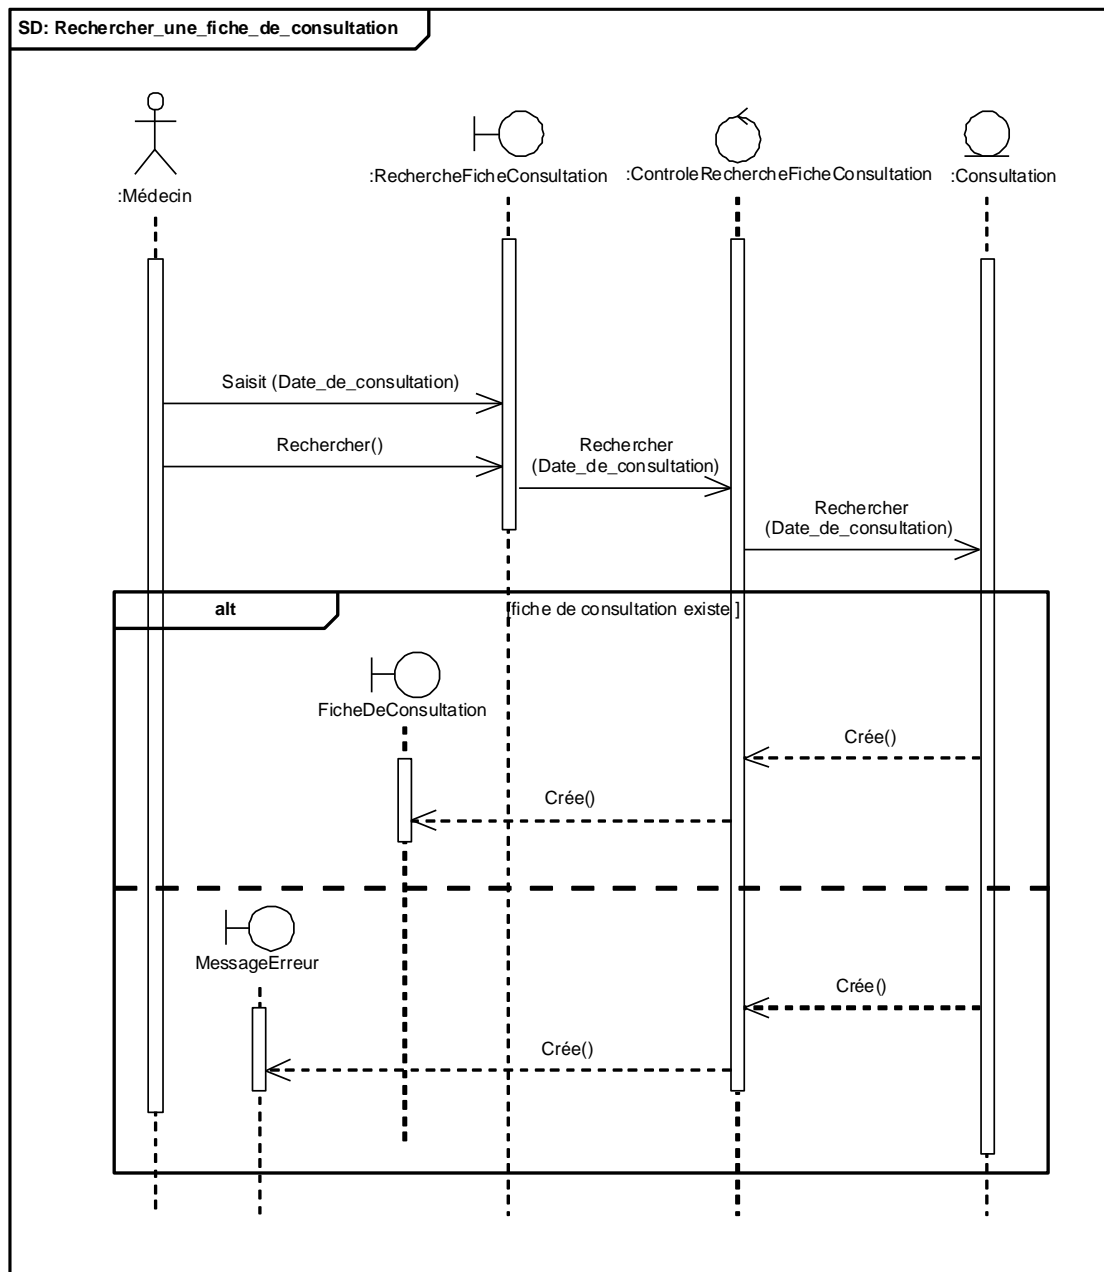 SD: Rechercher_une_fiche_de_consultation
:Médecin
:RechercheFicheConsultation
:ControleRechercheFicheConsultation
:Consultation
Saisit (Date_de_consultation)
Rechercher()
Rechercher
(Date_de_consultation)
Rechercher
(Date_de_consultation)
alt
[fiche de consultation existe ]
FicheDeConsultation
Crée()
Crée()
MessageErreur
Crée()
Crée()